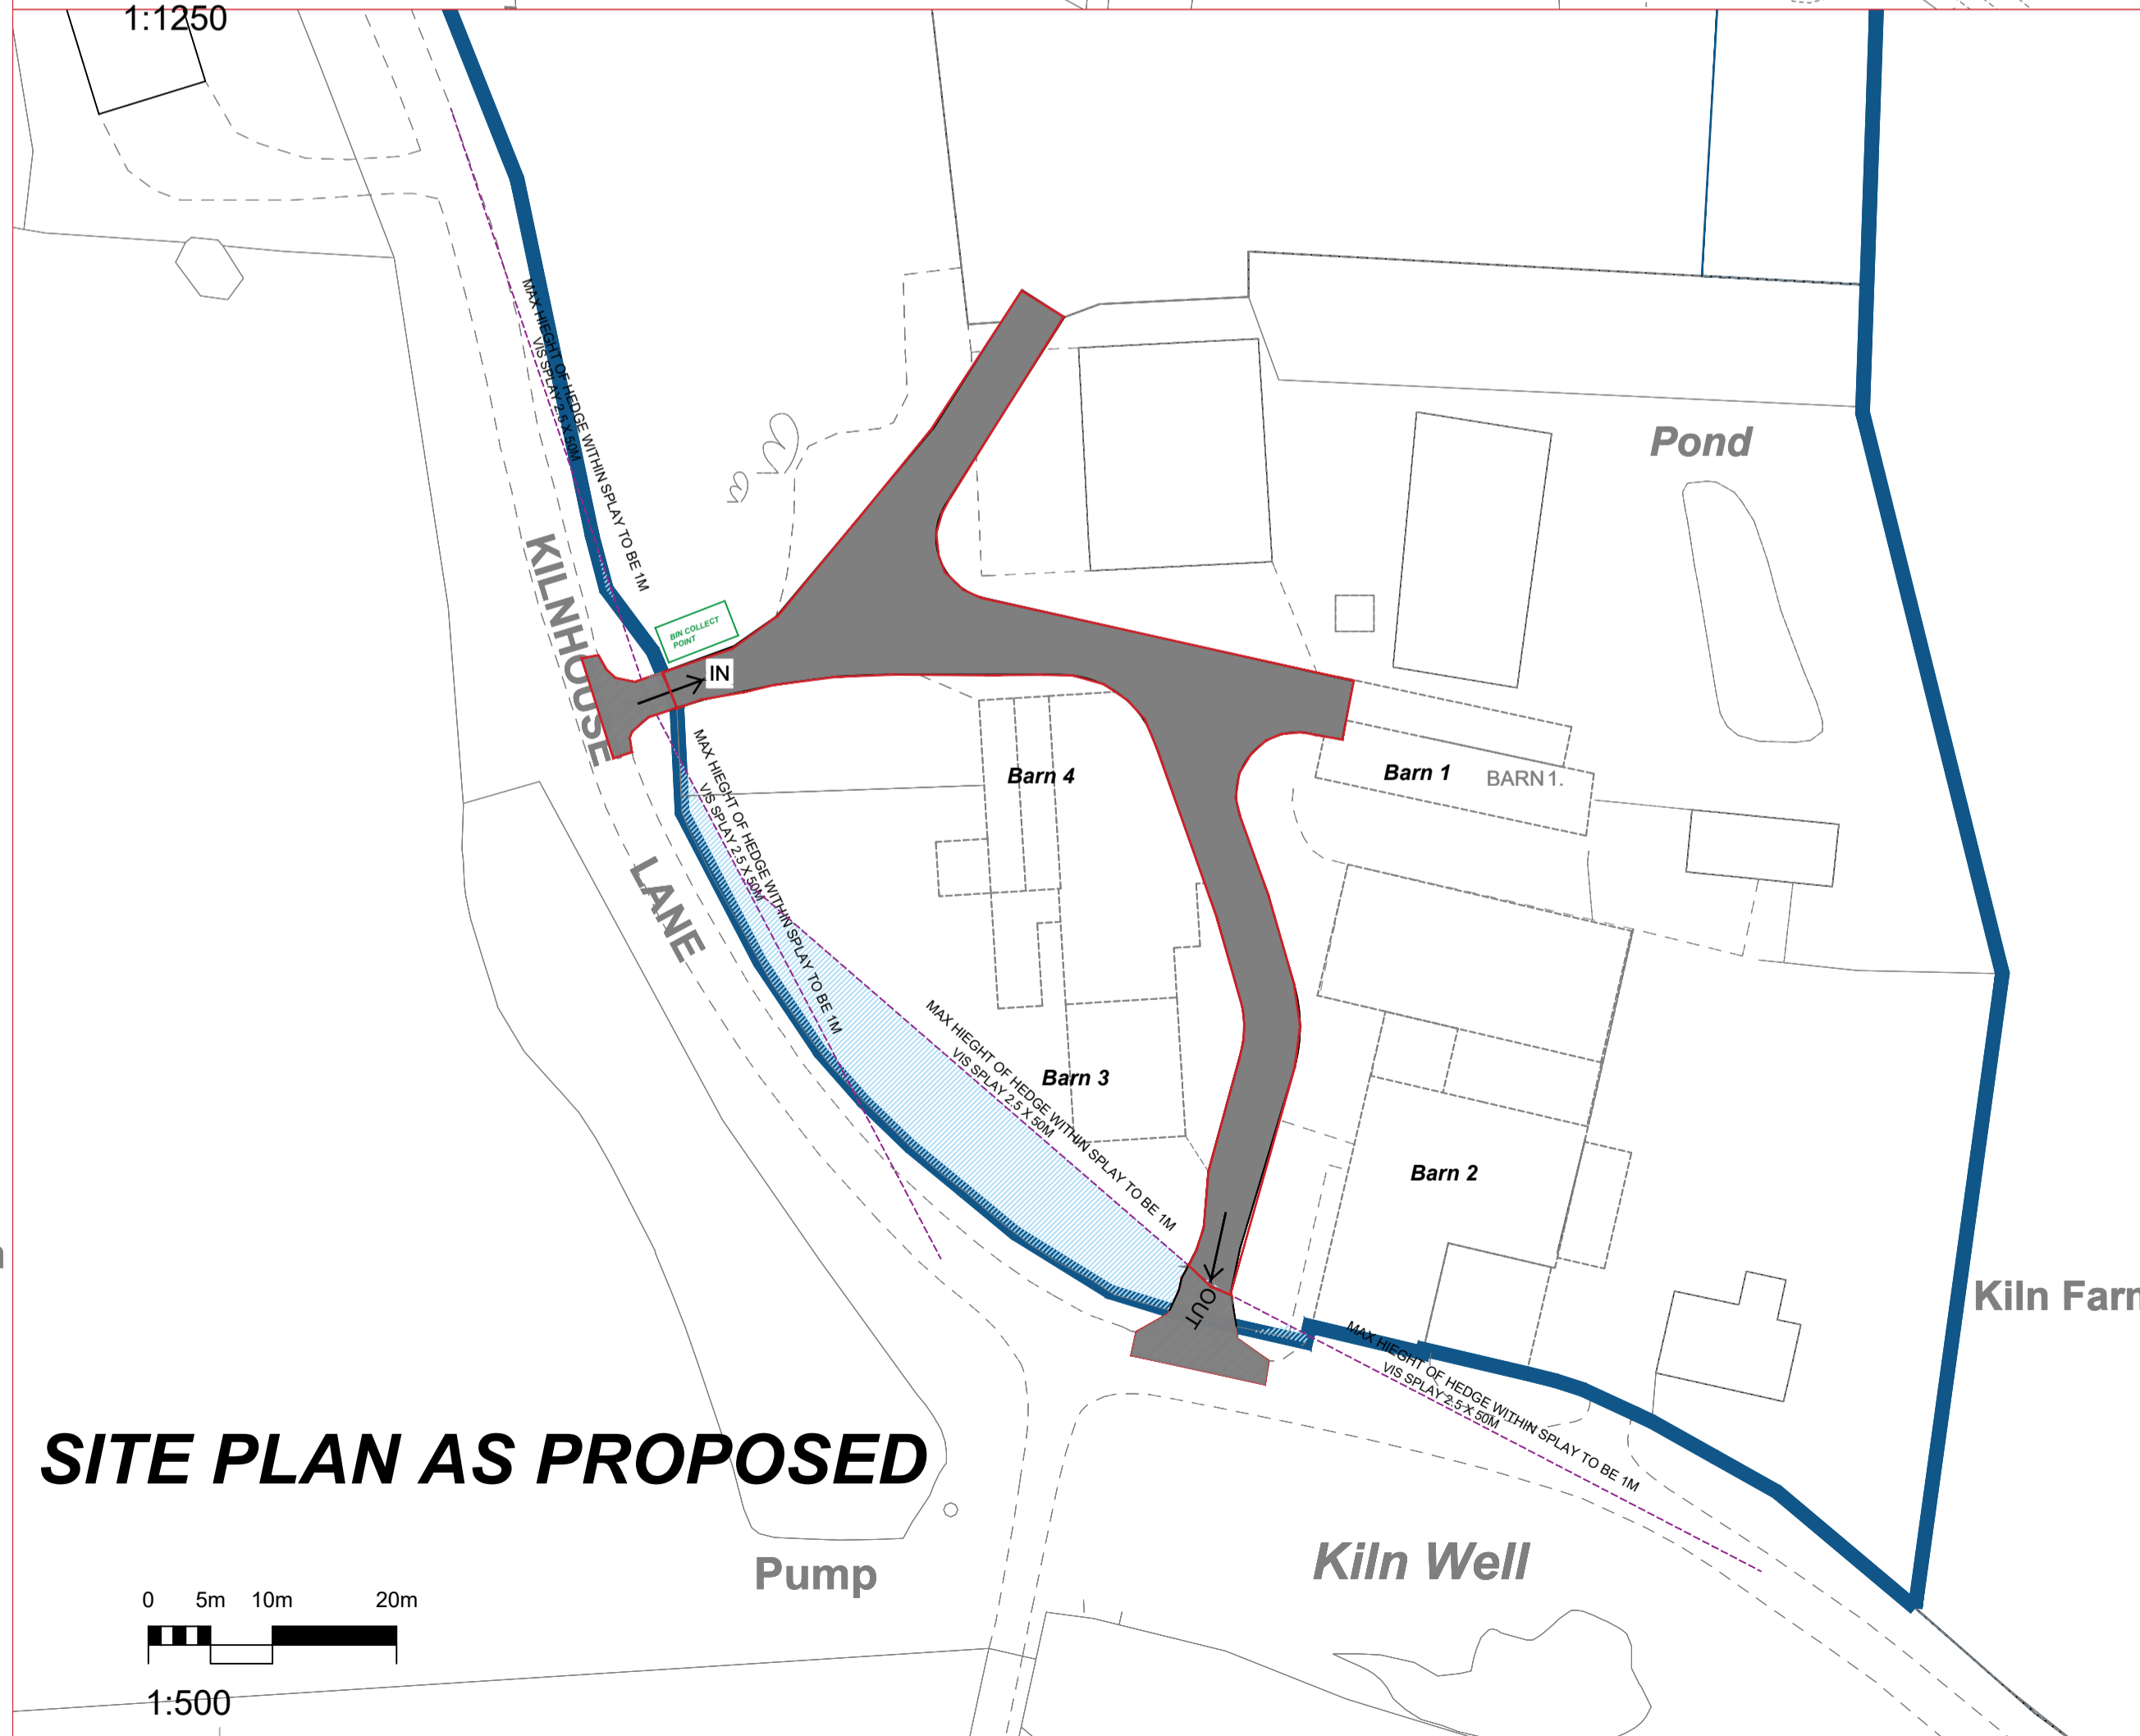 1:1250
MAX HIEGHT OF HEDGE WITHIN SPLAY TO BE 1M
VIS SPLAY 2.5 X 50M
Pond
KILNHOUSE
LANE
BIN COLLECT
POINT
IN
MAX HIEGHT OF HEDGE WITHIN SPLAY TO BE 1M
VIS SPLAY 2.5 X 50M
Barn 4
Barn 1
BARN 1.
MAX HIEGHT OF HEDGE WITHIN SPLAY TO BE 1M
VIS SPLAY 2.5 X 50M
Barn 3
Barn 2
OUT
Kiln Farm
MAX HIEGHT OF HEDGE WITHIN SPLAY TO BE 1M
VIS SPLAY 2.5 X 50M
SITE PLAN AS PROPOSED
Kiln Well
Pump
0 5m 10m 20m
1:500